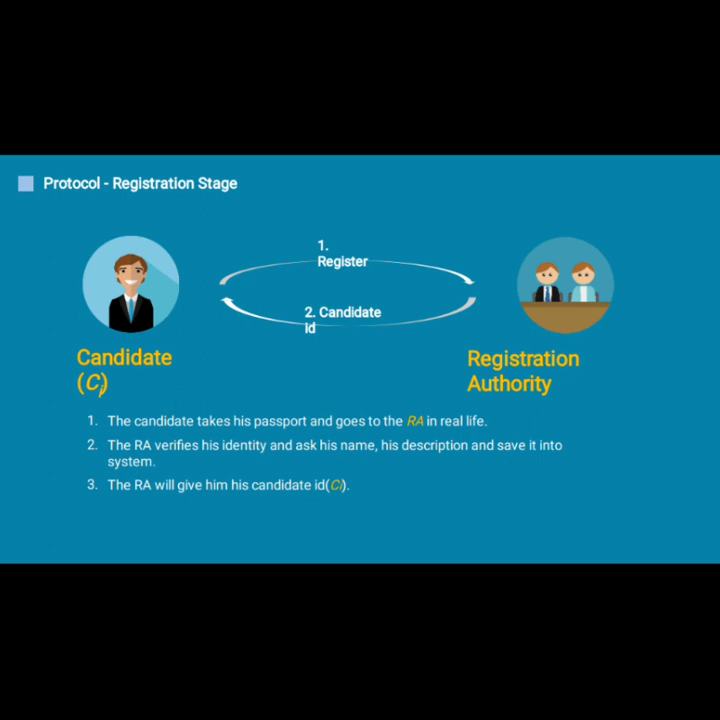 Protocol - Registration Stage
1.
Register
2. Candidate
Id
Candidate
(Ci)
Registration
Authority
1. The candidate takes his passport and goes to the RA in real life.
2. The RA verifies his identity and ask his name, his description and save it into
system.
3. The RA will give him his candidate id(Ci).